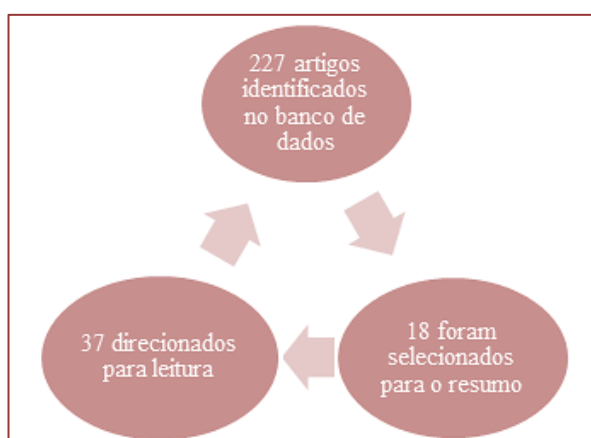 227 artigos
identificados
no banco de
dados
18 foram
selecionados
para o resumo
37 direcionados
para leitura